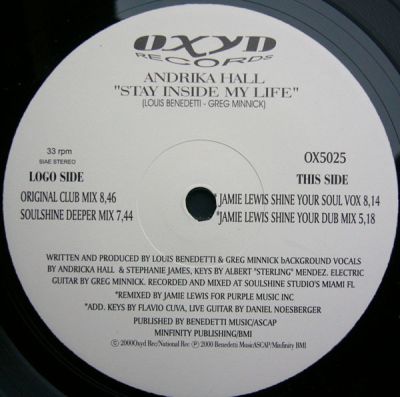 OXYD
RECORDS
ANDRIKA HALL
"STAY INSIDE MY LIFE"
(LOUIS BENEDETTI - GREG MINNICK)
33 rpm
SIAE STEREO
OX5025
LOGO SIDE
THIS SIDE
ORIGINAL CLUB MIX 8,46
SOULSHINE DEEPER MIX 7,44
*JAMIE LEWIS SHINE YOUR SOUL VOX 8,14
*JAMIE LEWIS SHINE YOUR DUB MIX 5,18
WRITTEN AND PRODUCED BY LOUIS BENEDETTI & GREG MINNICK BACKGROUND VOCALS
BY ANDRICKA HALL & STEPHANIE JAMES, KEYS BY ALBERT "STERLING" MENDEZ. ELECTRIC
GUITAR BY GREG MINNICK. RECORDED AND MIXED AT SOULSHINE STUDIO'S MIAMI FL
*REMIXED BY JAMIE LEWIS FOR PURPLE MUSIC INC
*ADD. KEYS BY FLAVIO CUVA, LIVE GUITAR BY DANIEL NOESBERGER
PUBLISHED BY BENEDETTI MUSIC/ASCAP
MINFINITY PUBLISHING/BMI
© 2000Oxyd Rec/National Rec ℗ 2000 Benedetti MusicASCAP/Minfinity BMI